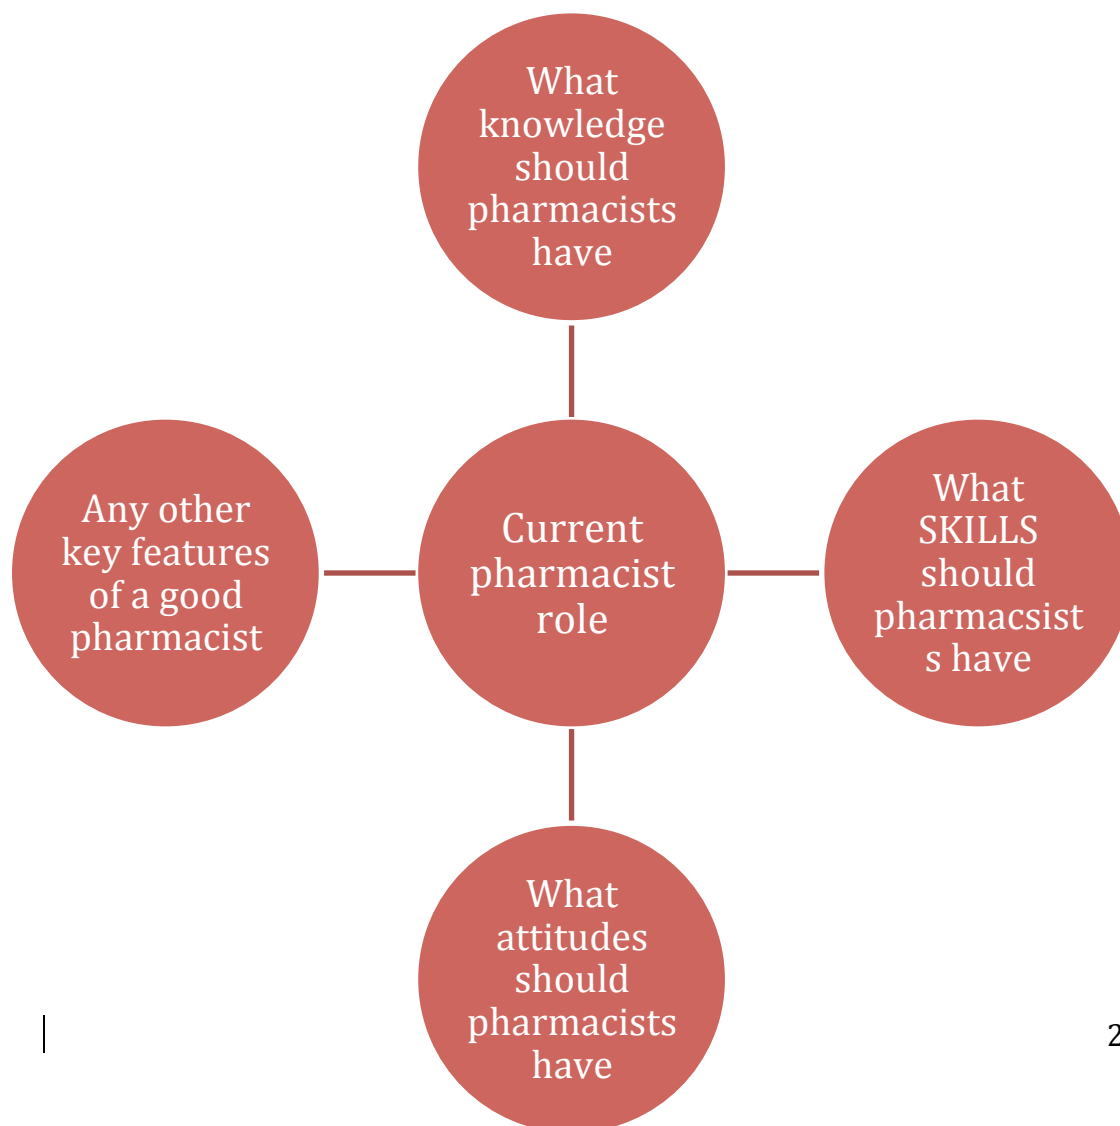 What
knowledge
should
pharmacists
have
Any other
key features
of a good
pharmacist
Current
pharmacist
role
What
SKILLS
should
pharmacsist
s have
What
attitudes
should
pharmacists
have
2